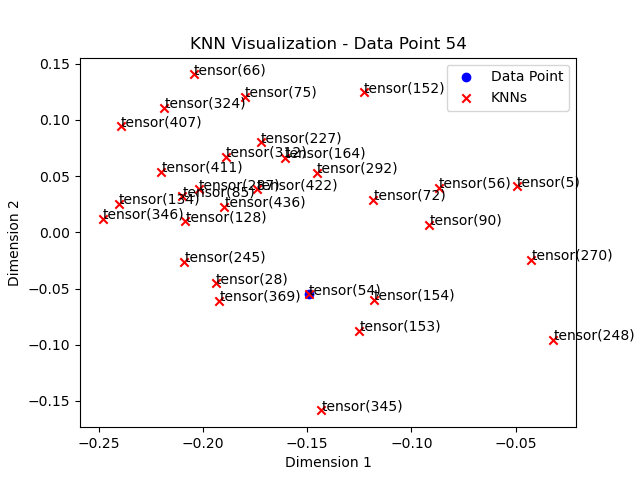 KNN Visualization - Data Point 54
Data Point
KNNs
tensor(66)
tensor(75)
tensor(152)
tensor(324)
tensor(407)
tensor(227)
tensor(312)
tensor(164)
tensor(411)
tensor(292)
tensor(287)
tensor(422)
tensor(56)
tensor(5)
tensor(85)
tensor(72)
tensor(134)
tensor(436)
tensor(346)
tensor(128)
tensor(90)
tensor(245)
tensor(270)
tensor(28)
tensor(54)
tensor(369)
tensor(154)
tensor(153)
tensor(248)
tensor(345)
0.15
0.10
0.05
0.00
−0.05
−0.10
−0.15
Dimension 2
−0.25
−0.20
−0.15
−0.10
−0.05
Dimension 1